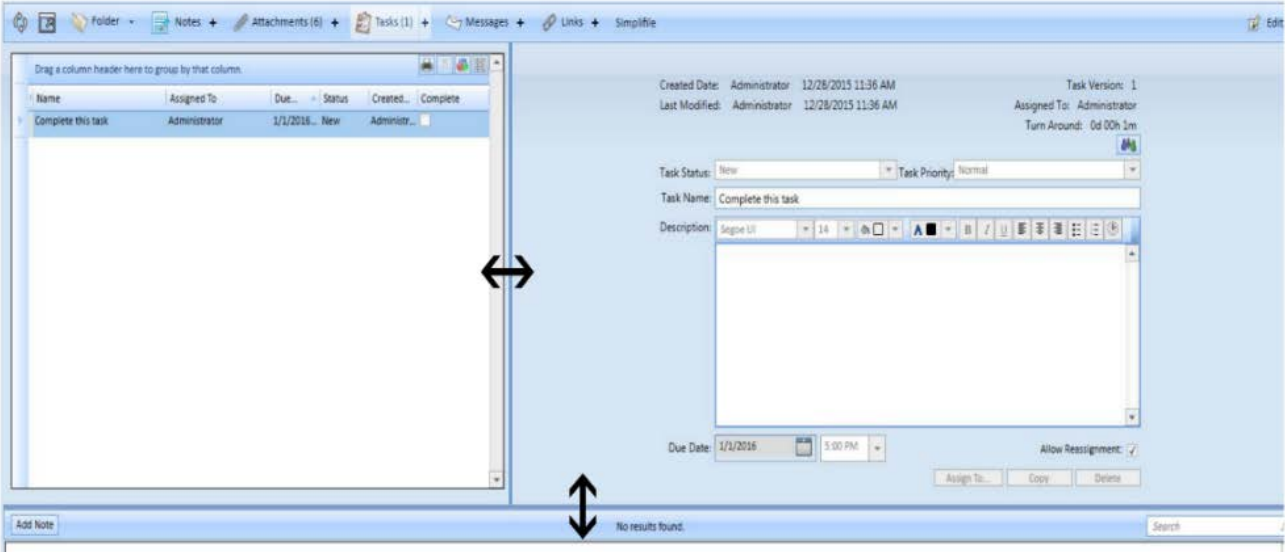 Folder Notes + Attachments (6) + Tasks (1) + Messages + Links + Simplifile Edit
Drag a column header here to group by that column.
Name Assigned To Due... Status Created... Complete
Complete this task Administrator 1/1/2016... New Administr...
Created Date: Administrator 12/28/2015 11:36 AM Task Version: 1
Last Modified: Administrator 12/28/2015 11:36 AM Assigned To: Administrator
Turn Around: 0d 00h 1m
Task Status: New Task Priority: Normal
Task Name: Complete this task
Description: Segoe UI 14 A B I U
Due Date: 1/1/2016 5:00 PM Allow Reassignment:
Assign To... Copy Delete
Add Note No results found. Search